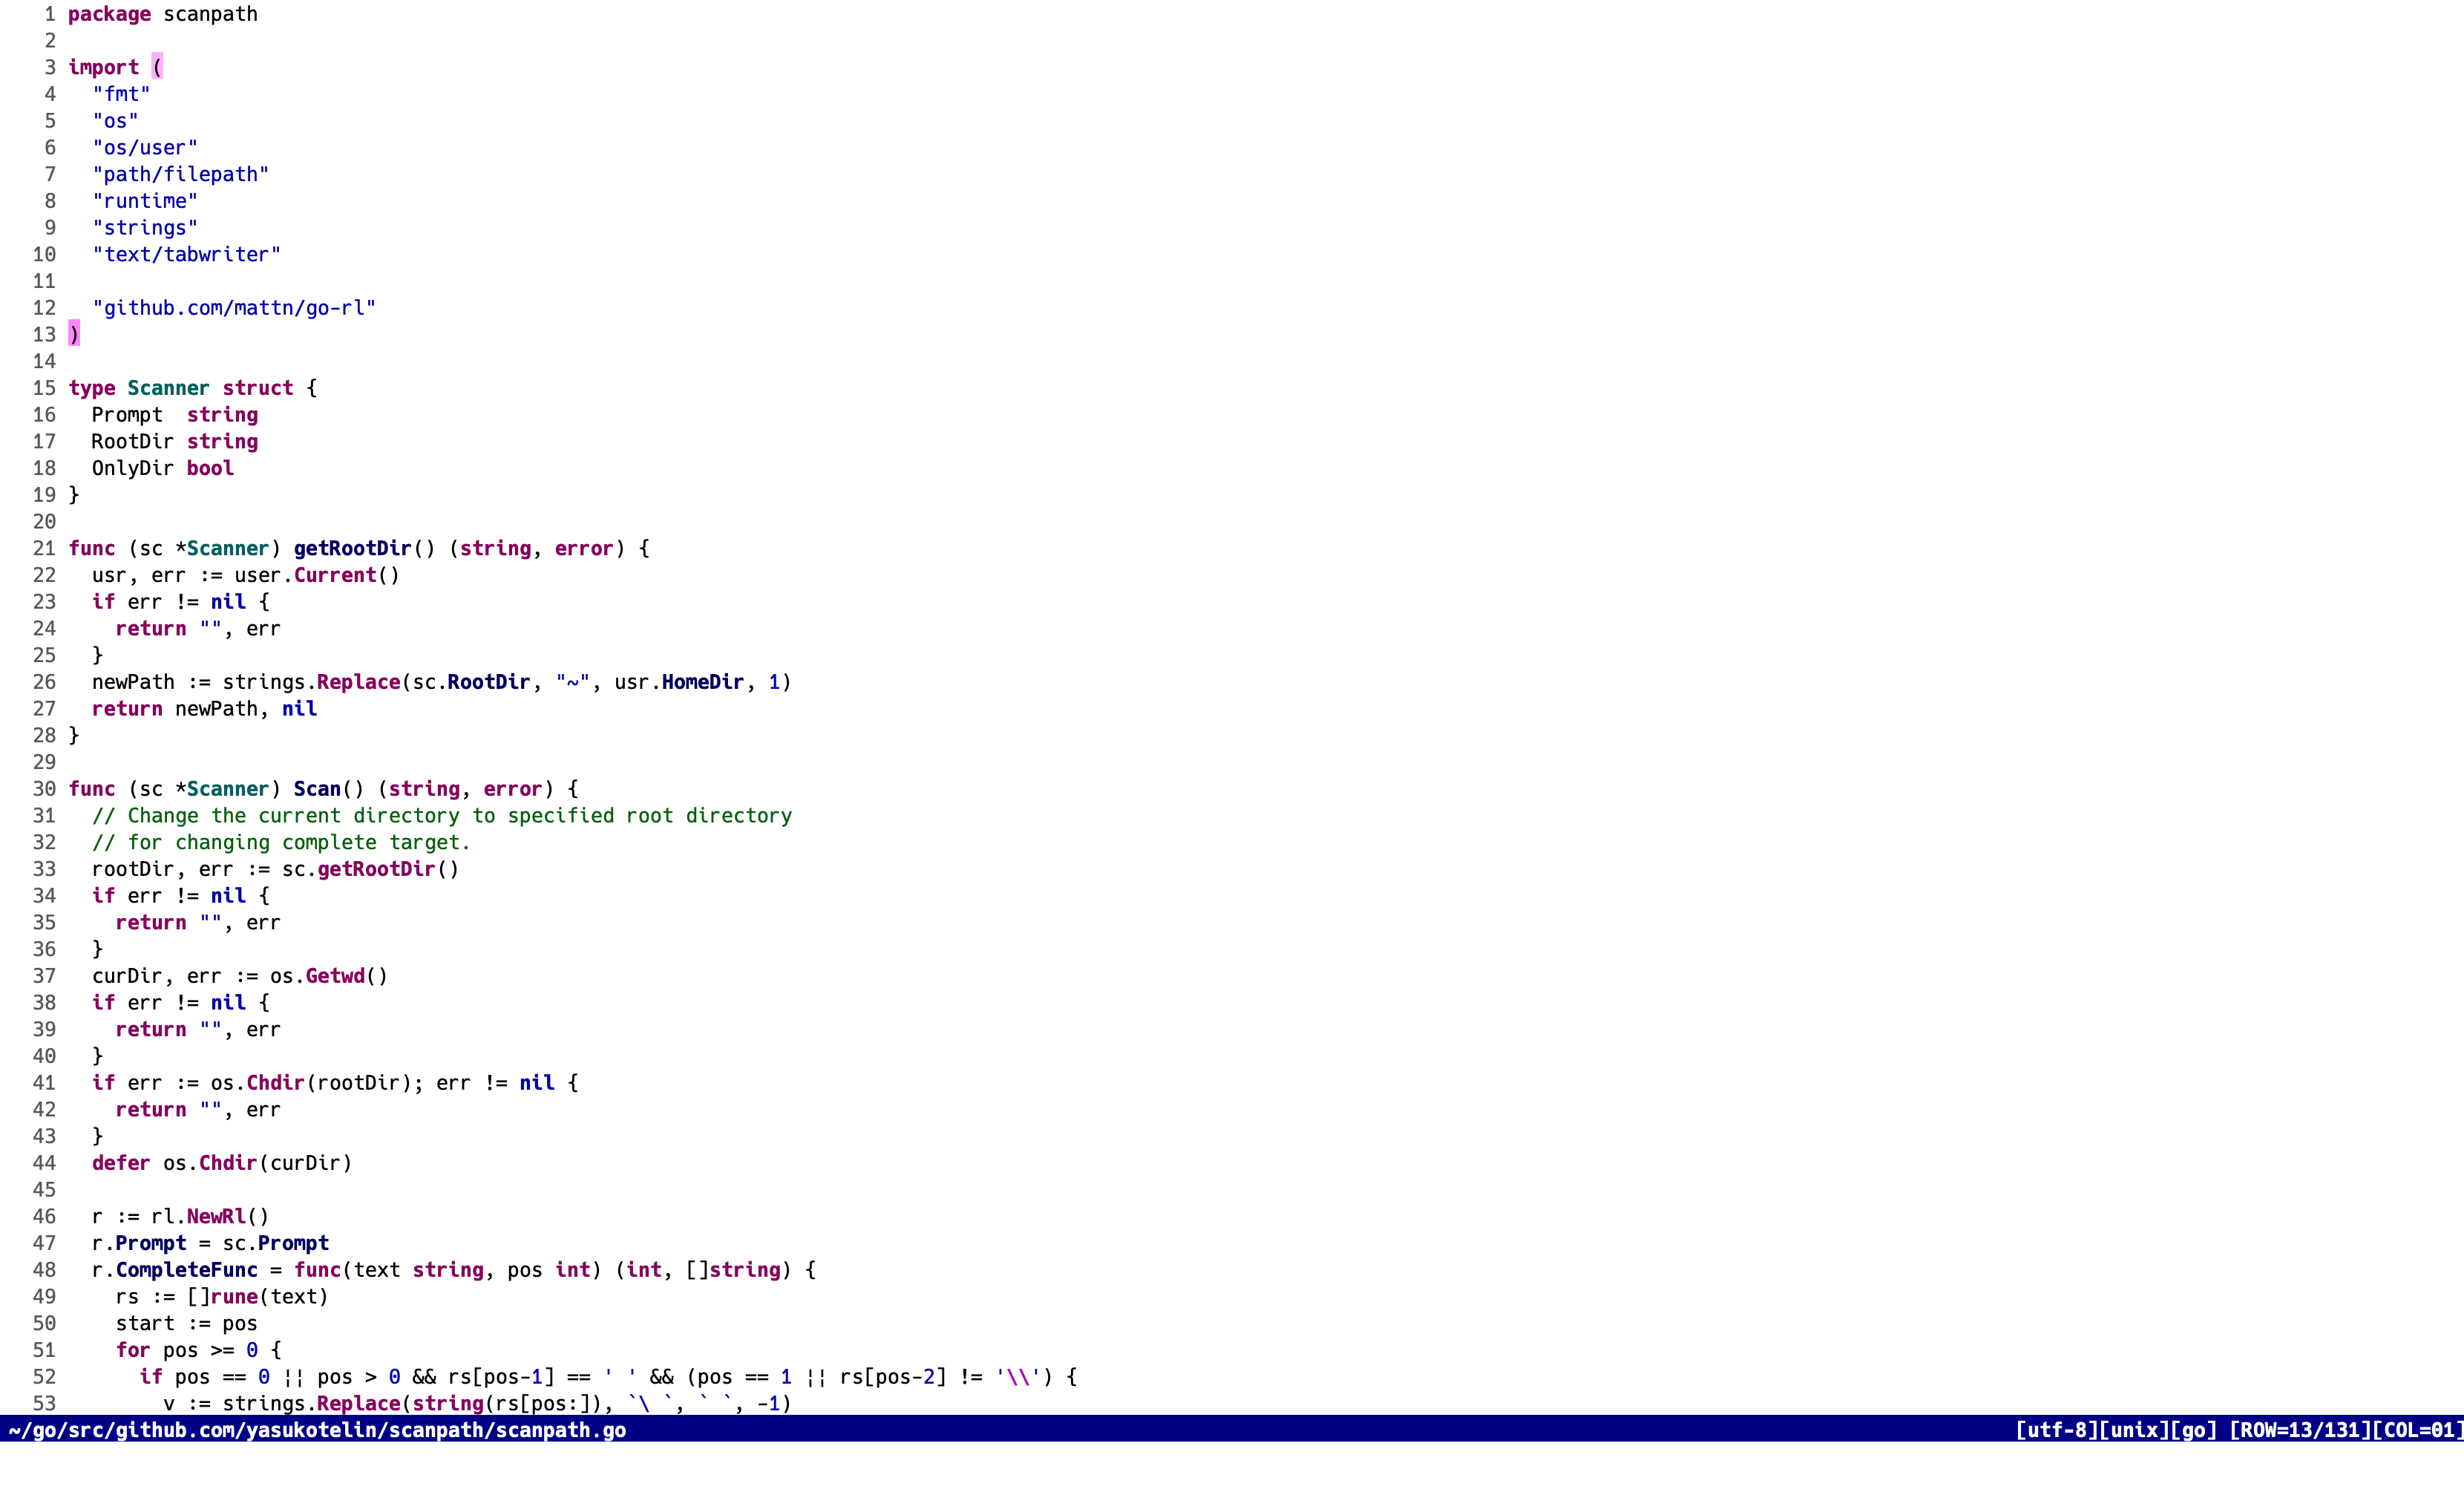 1 package scanpath
2
3 import (
4   "fmt"
5   "os"
6   "os/user"
7   "path/filepath"
8   "runtime"
9   "strings"
10   "text/tabwriter"
11
12   "github.com/mattn/go-rl"
13 )
14
15 type Scanner struct {
16   Prompt  string
17   RootDir string
18   OnlyDir bool
19 }
20
21 func (sc *Scanner) getRootDir() (string, error) {
22   usr, err := user.Current()
23   if err != nil {
24     return "", err
25   }
26   newPath := strings.Replace(sc.RootDir, "~", usr.HomeDir, 1)
27   return newPath, nil
28 }
29
30 func (sc *Scanner) Scan() (string, error) {
31   // Change the current directory to specified root directory
32   // for changing complete target.
33   rootDir, err := sc.getRootDir()
34   if err != nil {
35     return "", err
36   }
37   curDir, err := os.Getwd()
38   if err != nil {
39     return "", err
40   }
41   if err := os.Chdir(rootDir); err != nil {
42     return "", err
43   }
44   defer os.Chdir(curDir)
45
46   r := rl.NewRl()
47   r.Prompt = sc.Prompt
48   r.CompleteFunc = func(text string, pos int) (int, []string) {
49     rs := []rune(text)
50     start := pos
51     for pos >= 0 {
52       if pos == 0 || pos > 0 && rs[pos-1] == ' ' && (pos == 1 || rs[pos-2] != '\\') {
53         v := strings.Replace(string(rs[pos:]), `\ `, ` `, -1)
~/go/src/github.com/yasukotelin/scanpath/scanpath.go [utf-8][unix][go] [ROW=13/131][COL=01]